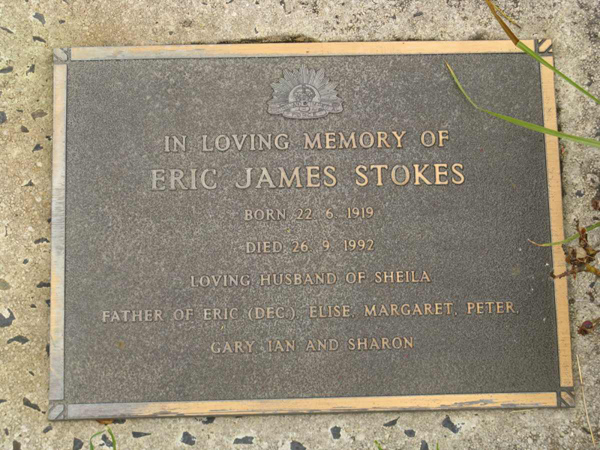 IN LOVING MEMORY OF
ERIC JAMES STOKES
BORN 22. 6. 1919
DIED 26. 9. 1992
LOVING HUSBAND OF SHEILA
FATHER OF ERIC (DEC.), ELISE, MARGARET, PETER,
GARY, IAN AND SHARON